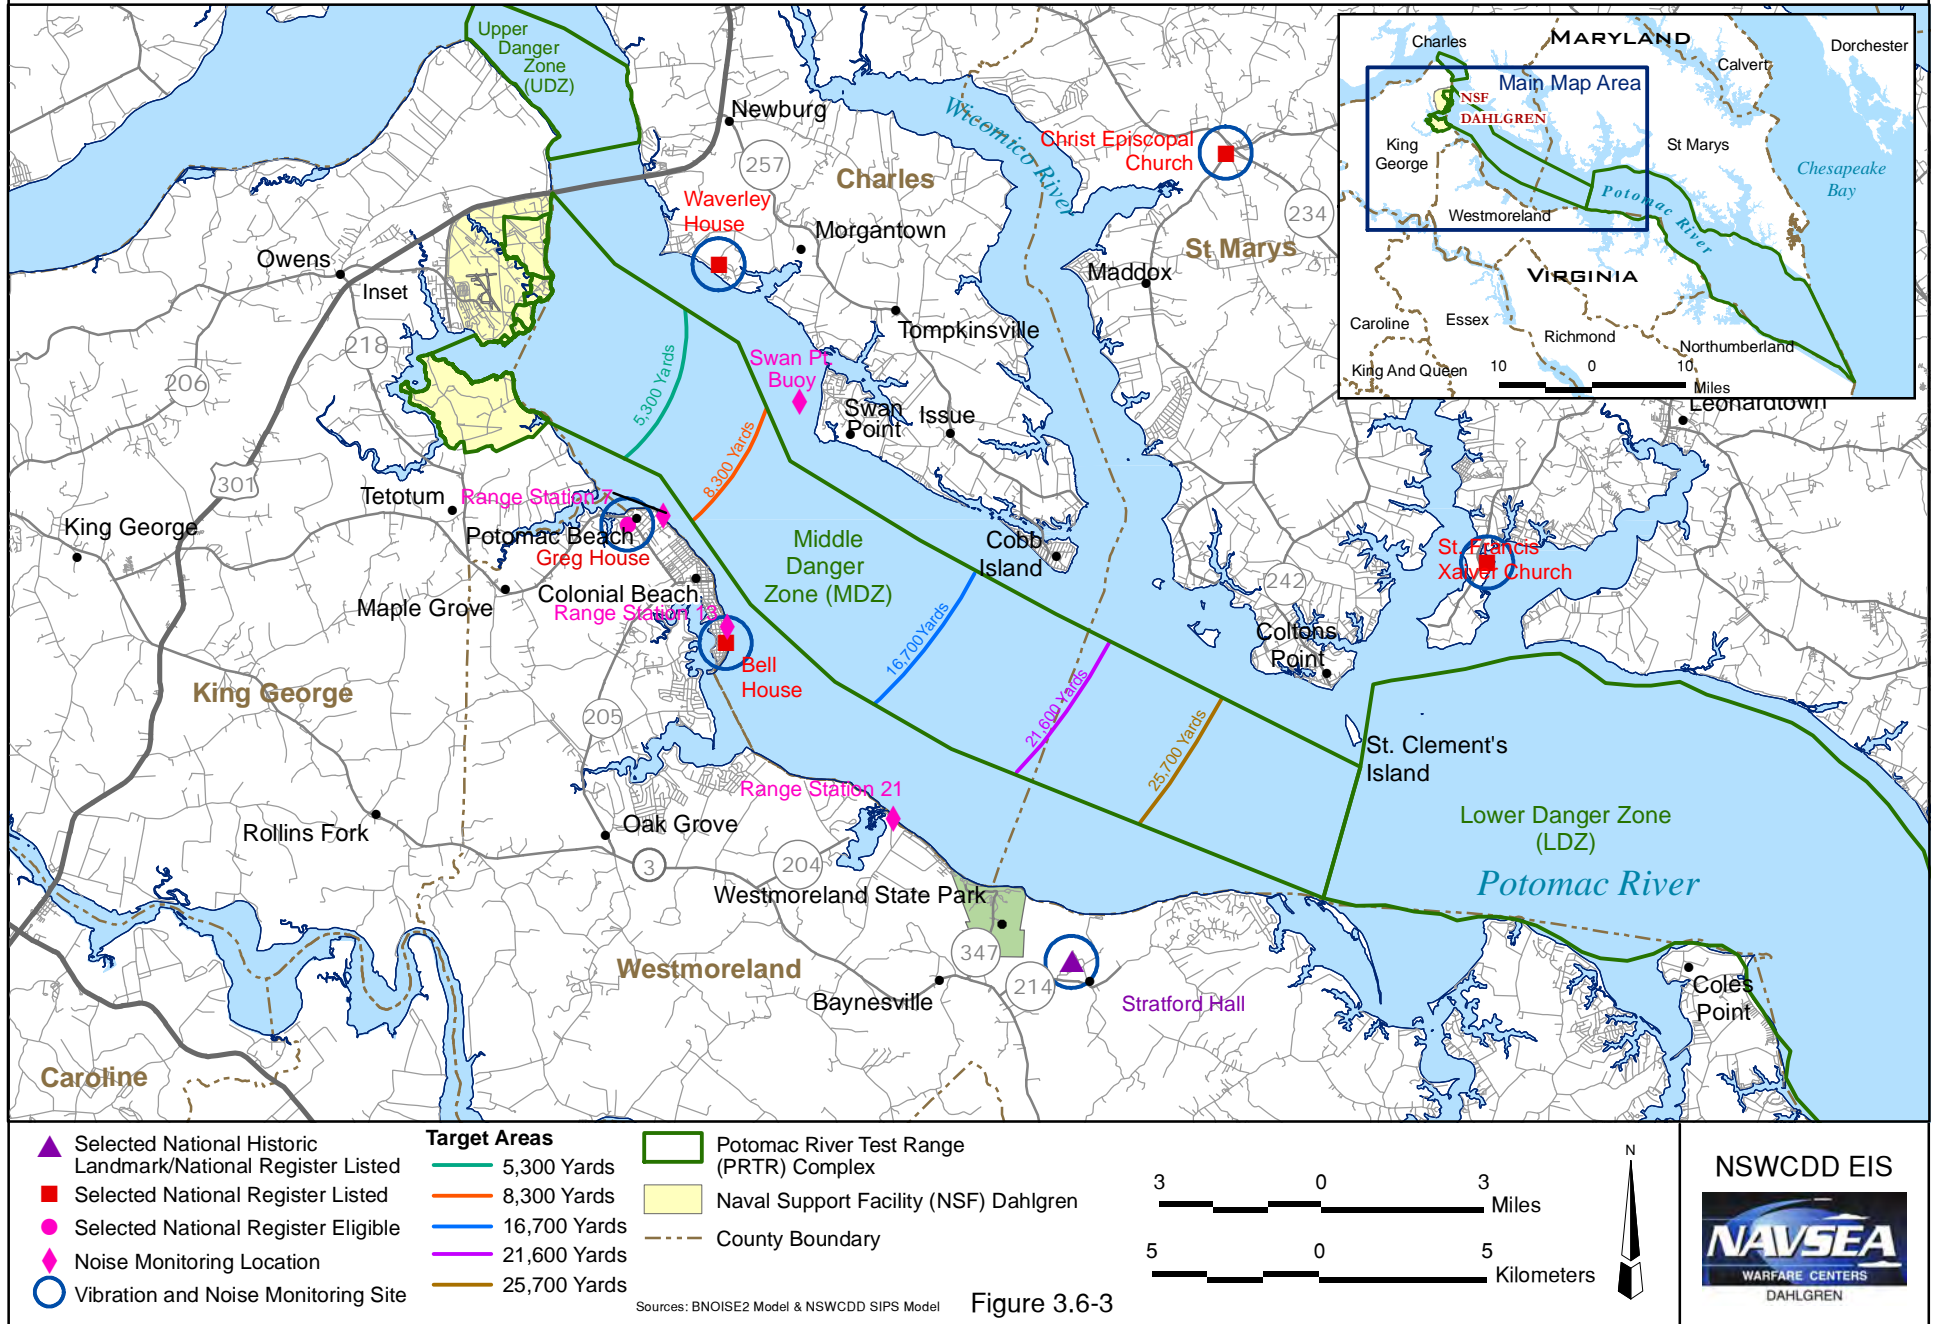 Upper
Danger
Zone
(UDZ)
Newburg
257
Charles
Wicomico River
Christ Episcopal
Church
234
Waverley
House
Morgantown
St Marys
Maddox
Owens
Inset
218
206
Tompkinsville
5,300 Yards
Swan Pt.
Buoy
8,300 Yards
Swan
Point
Issue
Leonardtown
301
Tetotum
Range Station 7
King George
Potomac Beach
Greg House
Middle
Danger
Zone (MDZ)
Cobb
Island
St. Francis
Xaiver Church
242
Maple Grove
Colonial Beach
Range Station 13
16,700 Yards
Coltons
Point
Bell
House
King George
205
21,600 Yards
25,700 Yards
St. Clement's
Island
Range Station 21
Rollins Fork
Oak Grove
3
204
Lower Danger Zone
(LDZ)
Potomac River
Westmoreland State Park
347
Westmoreland
214
Baynesville
Stratford Hall
Coles
Point
Caroline
Charles
MARYLAND
Dorchester
Calvert
Main Map Area
NSF
DAHLGREN
King
George
St Marys
Chesapeake
Bay
Potomac River
Westmoreland
VIRGINIA
Caroline
Essex
Richmond
Northumberland
King And Queen
10 0 10
Miles
Selected National Historic
Landmark/National Register Listed
Selected National Register Listed
Selected National Register Eligible
Noise Monitoring Location
Vibration and Noise Monitoring Site
Target Areas
5,300 Yards
8,300 Yards
16,700 Yards
21,600 Yards
25,700 Yards
Potomac River Test Range
(PRTR) Complex
Naval Support Facility (NSF) Dahlgren
County Boundary
Sources: BNOISE2 Model & NSWCDD SIPS Model
Figure 3.6-3
3 0 3
Miles
5 0 5
Kilometers
N
NSWCDD EIS
NAVSEA
WARFARE CENTERS
DAHLGREN